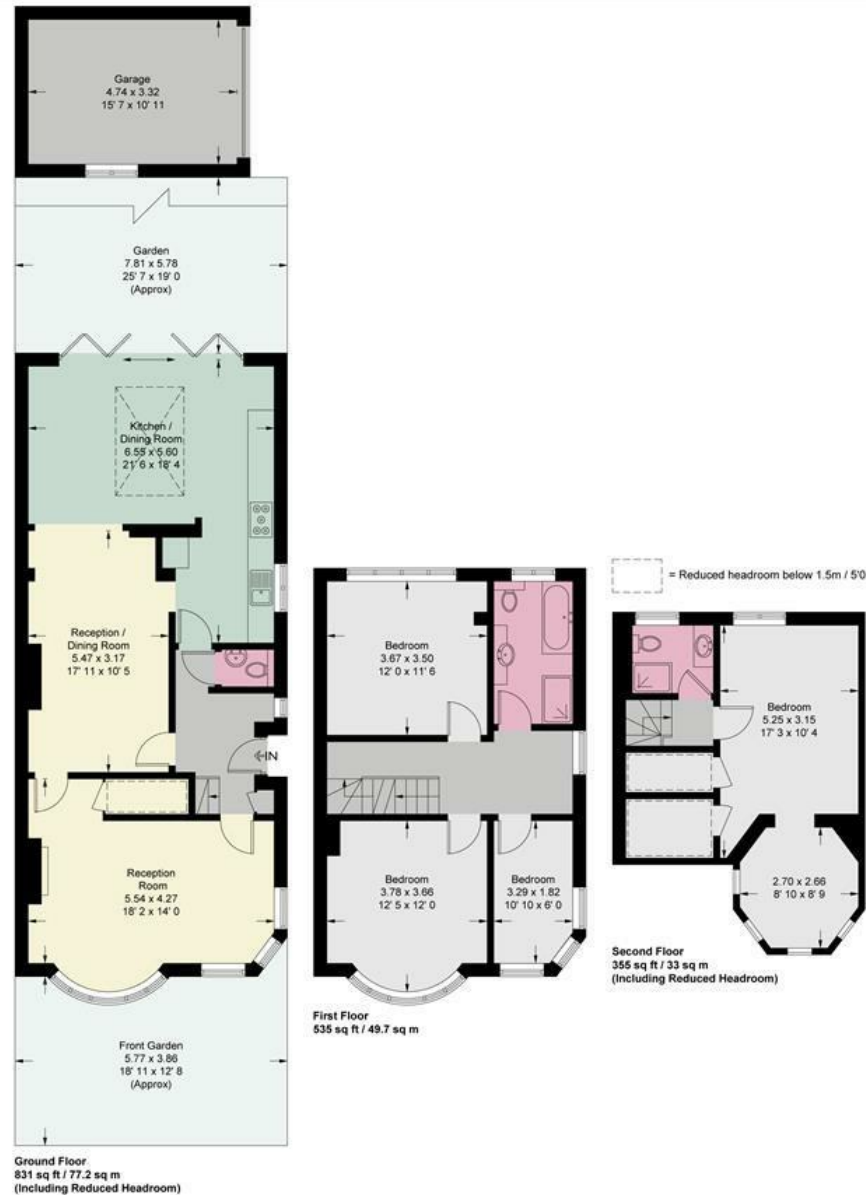 Garage
4.74 x 3.32
15' 7 x 10' 11
Garden
7.81 x 5.78
25' 7 x 19' 0
(Approx)
Kitchen /
Dining Room
6.55 x 5.60
21' 6 x 18' 4
Reception /
Dining Room
5.47 x 3.17
17' 11 x 10' 5
IN
Reception
Room
5.54 x 4.27
18' 2 x 14' 0
Front Garden
5.77 x 3.86
18' 11 x 12' 8
(Approx)
Ground Floor
831 sq ft / 77.2 sq m
(Including Reduced Headroom)
Bedroom
3.67 x 3.50
12' 0 x 11' 6
Bedroom
3.78 x 3.66
12' 5 x 12' 0
Bedroom
3.29 x 1.82
10' 10 x 6' 0
First Floor
535 sq ft / 49.7 sq m
= Reduced headroom below 1.5m / 5'0
Bedroom
5.25 x 3.15
17' 3 x 10' 4
2.70 x 2.66
8' 10 x 8' 9
Second Floor
355 sq ft / 33 sq m
(Including Reduced Headroom)